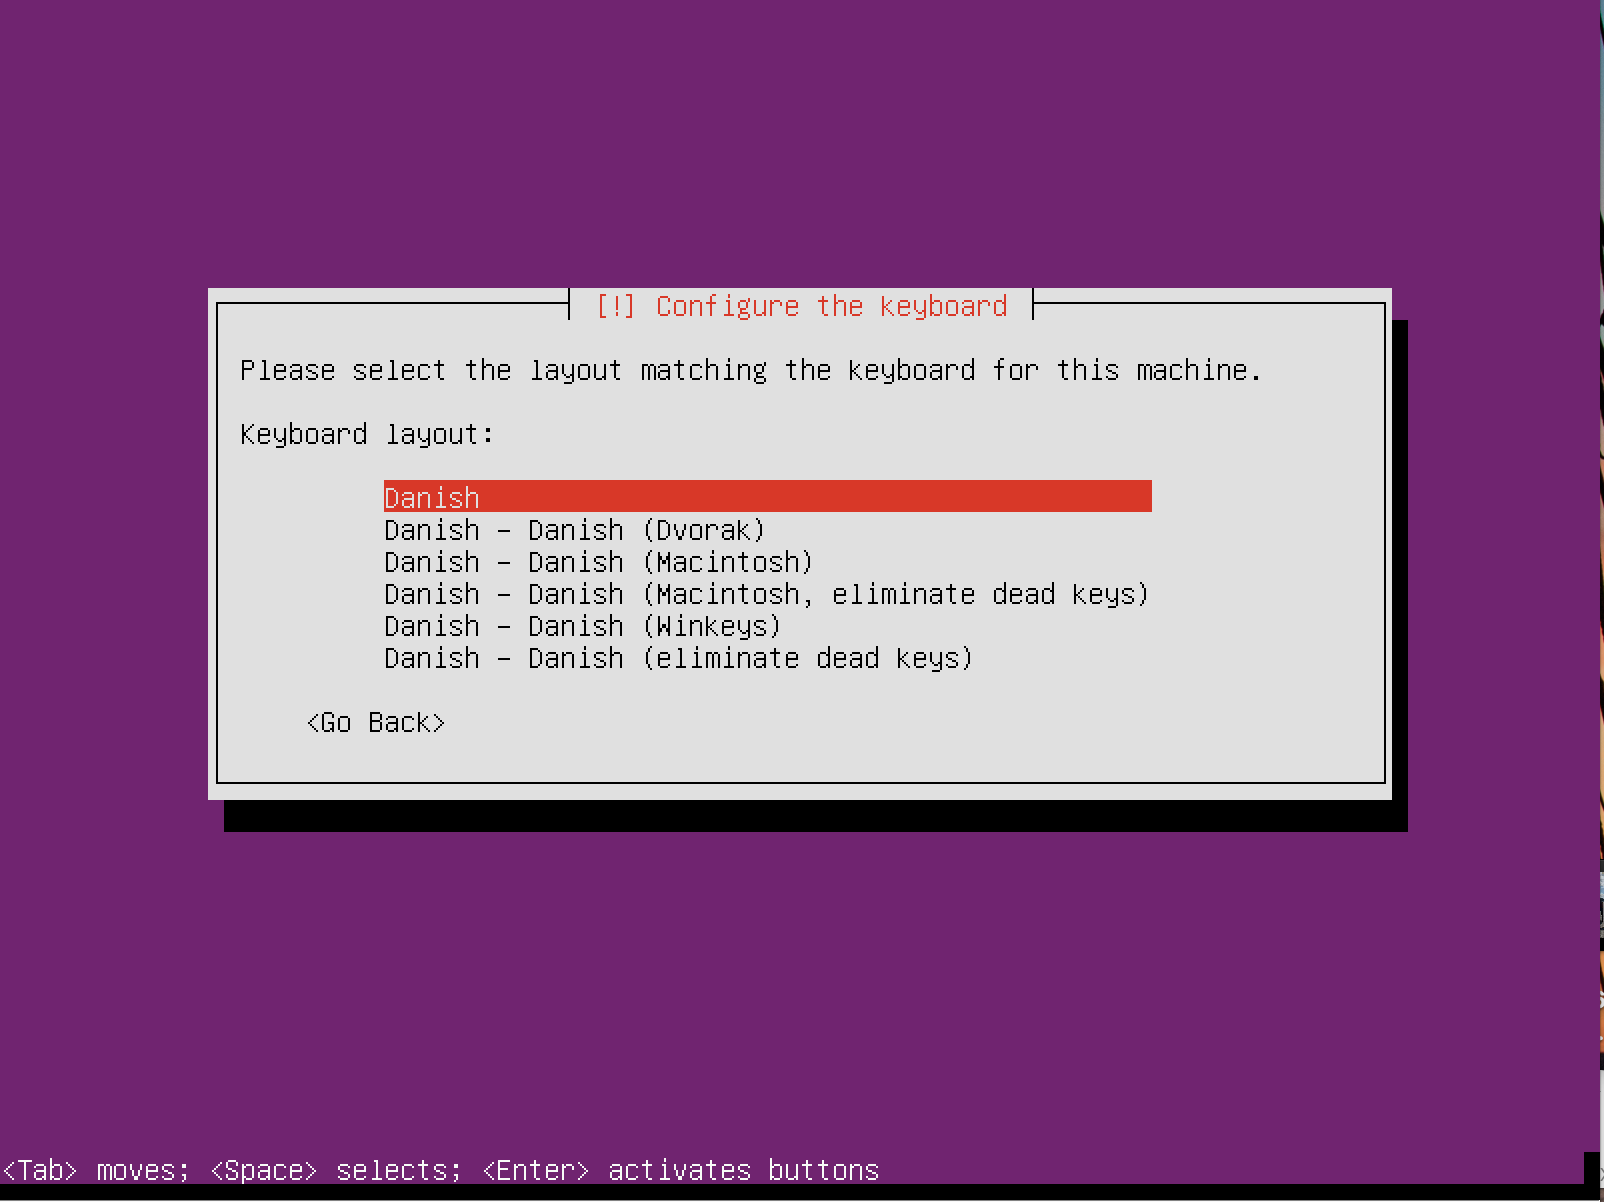 [!] Configure the keyboard
Please select the layout matching the keyboard for this machine.
Keyboard layout:
Danish
Danish - Danish (Dvorak)
Danish - Danish (Macintosh)
Danish - Danish (Macintosh, eliminate dead keys)
Danish - Danish (Winkeys)
Danish - Danish (eliminate dead keys)
<Go Back>
<Tab> moves; <Space> selects; <Enter> activates buttons